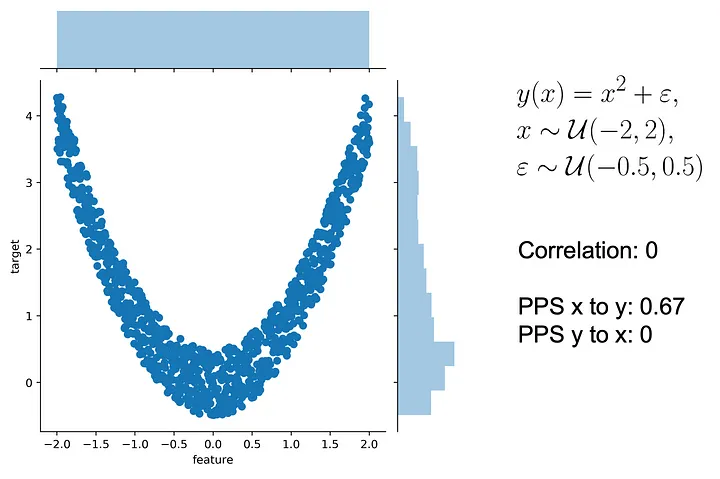 4
3
2
1
0
target
−2.0 −1.5 −1.0 −0.5 0.0 0.5 1.0 1.5 2.0
feature
y(x) = x² + ε,
x ∼ 𝒰(−2, 2),
ε ∼ 𝒰(−0.5, 0.5)
Correlation: 0
PPS x to y: 0.67
PPS y to x: 0